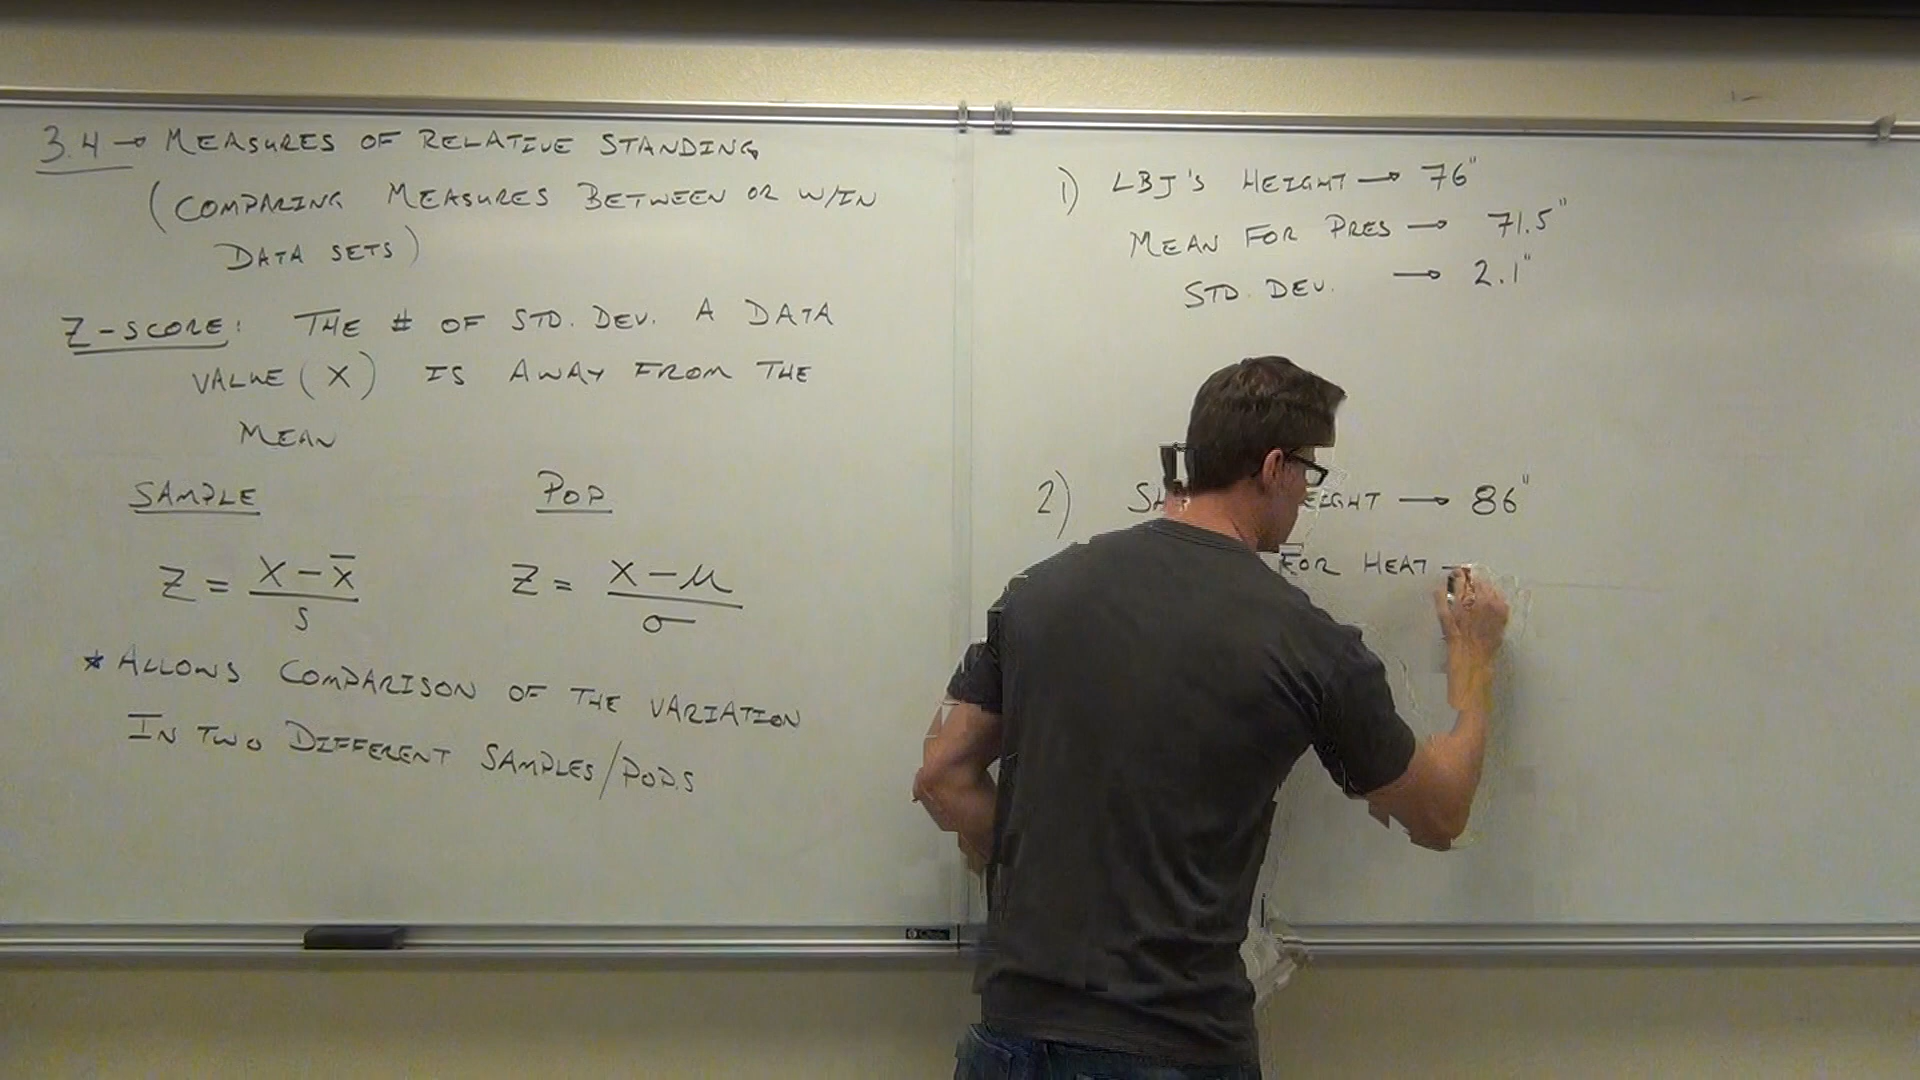 3.4 → MEASURES OF RELATIVE STANDING
(COMPARING MEASURES BETWEEN OR W/IN
DATA SETS)
Z-SCORE: THE # OF STD. DEV. A DATA
VALUE (X) IS AWAY FROM THE
MEAN
SAMPLE
Z = (X - x̄) / s
POP
Z = (X - μ) / σ
* ALLOWS COMPARISON OF THE VARIATION
IN TWO DIFFERENT SAMPLES/POPS
1) LBJ'S HEIGHT → 76"
MEAN FOR PRES → 71.5"
STD. DEV. → 2.1"
2) HEIGHT → 86"
FOR HEAT